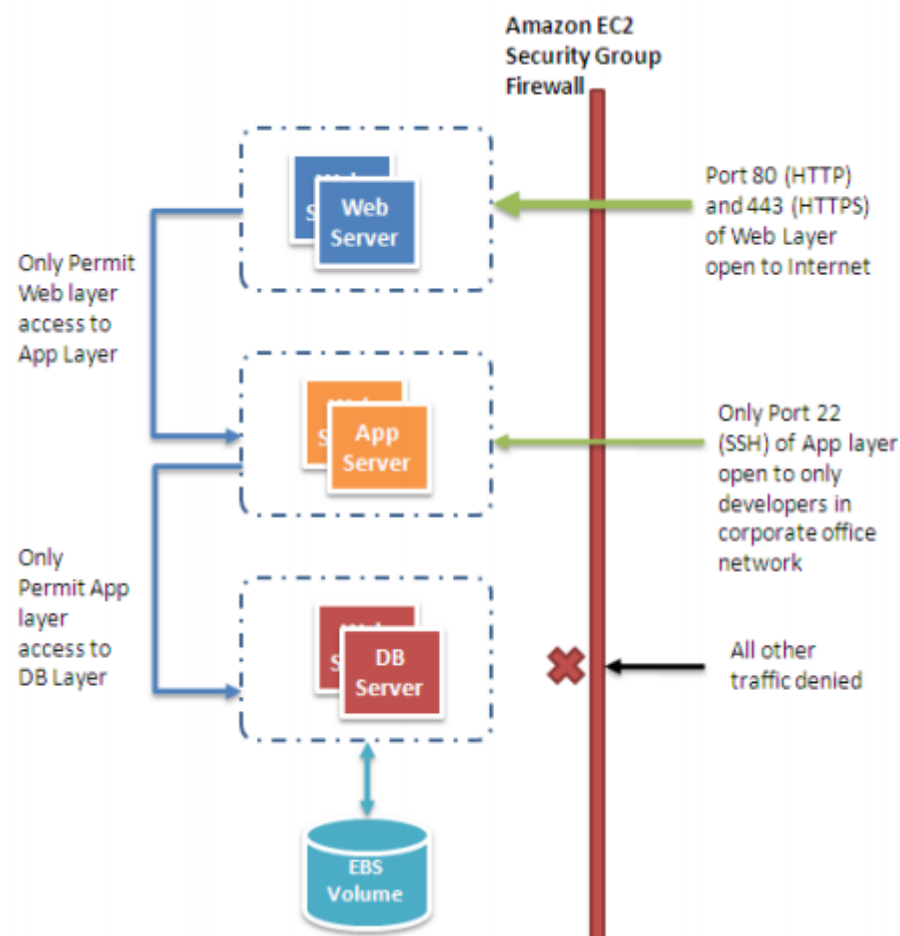 Amazon EC2
Security Group
Firewall
Web
Server
Port 80 (HTTP)
and 443 (HTTPS)
of Web Layer
open to Internet
Only Permit
Web layer
access to
App Layer
App
Server
Only Port 22
(SSH) of App layer
open to only
developers in
corporate office
network
Only
Permit App
layer
access to
DB Layer
DB
Server
All other
traffic denied
EBS
Volume